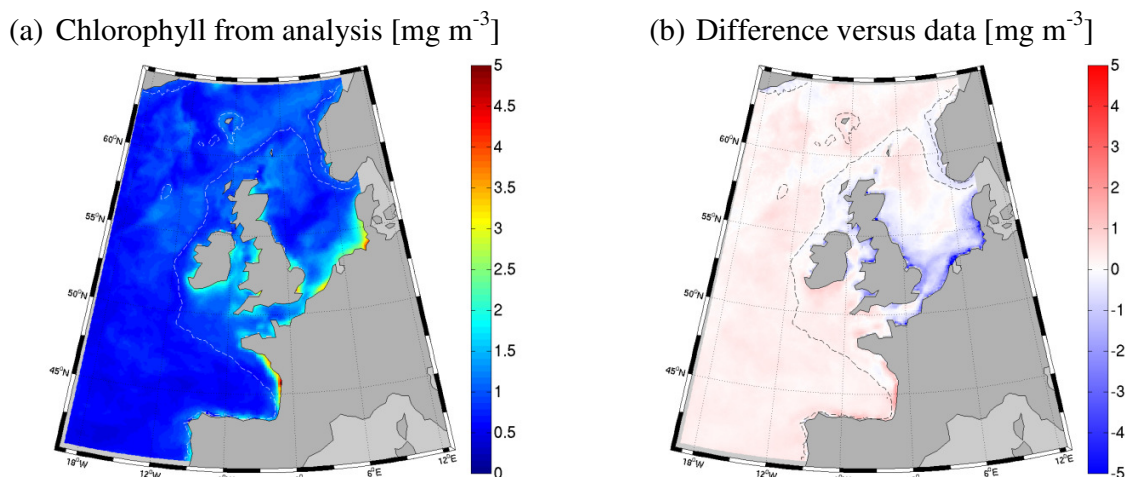 (a) Chlorophyll from analysis [mg m-3]
(b) Difference versus data [mg m-3]
5
4.5
4
3.5
3
2.5
2
1.5
1
0.5
0
60°N
55°N
50°N
45°N
18°W
12°W
6°E
12°E
5
4
3
2
1
0
-1
-2
-3
-4
-5
60°N
55°N
50°N
45°N
18°W
12°W
6°E
12°E